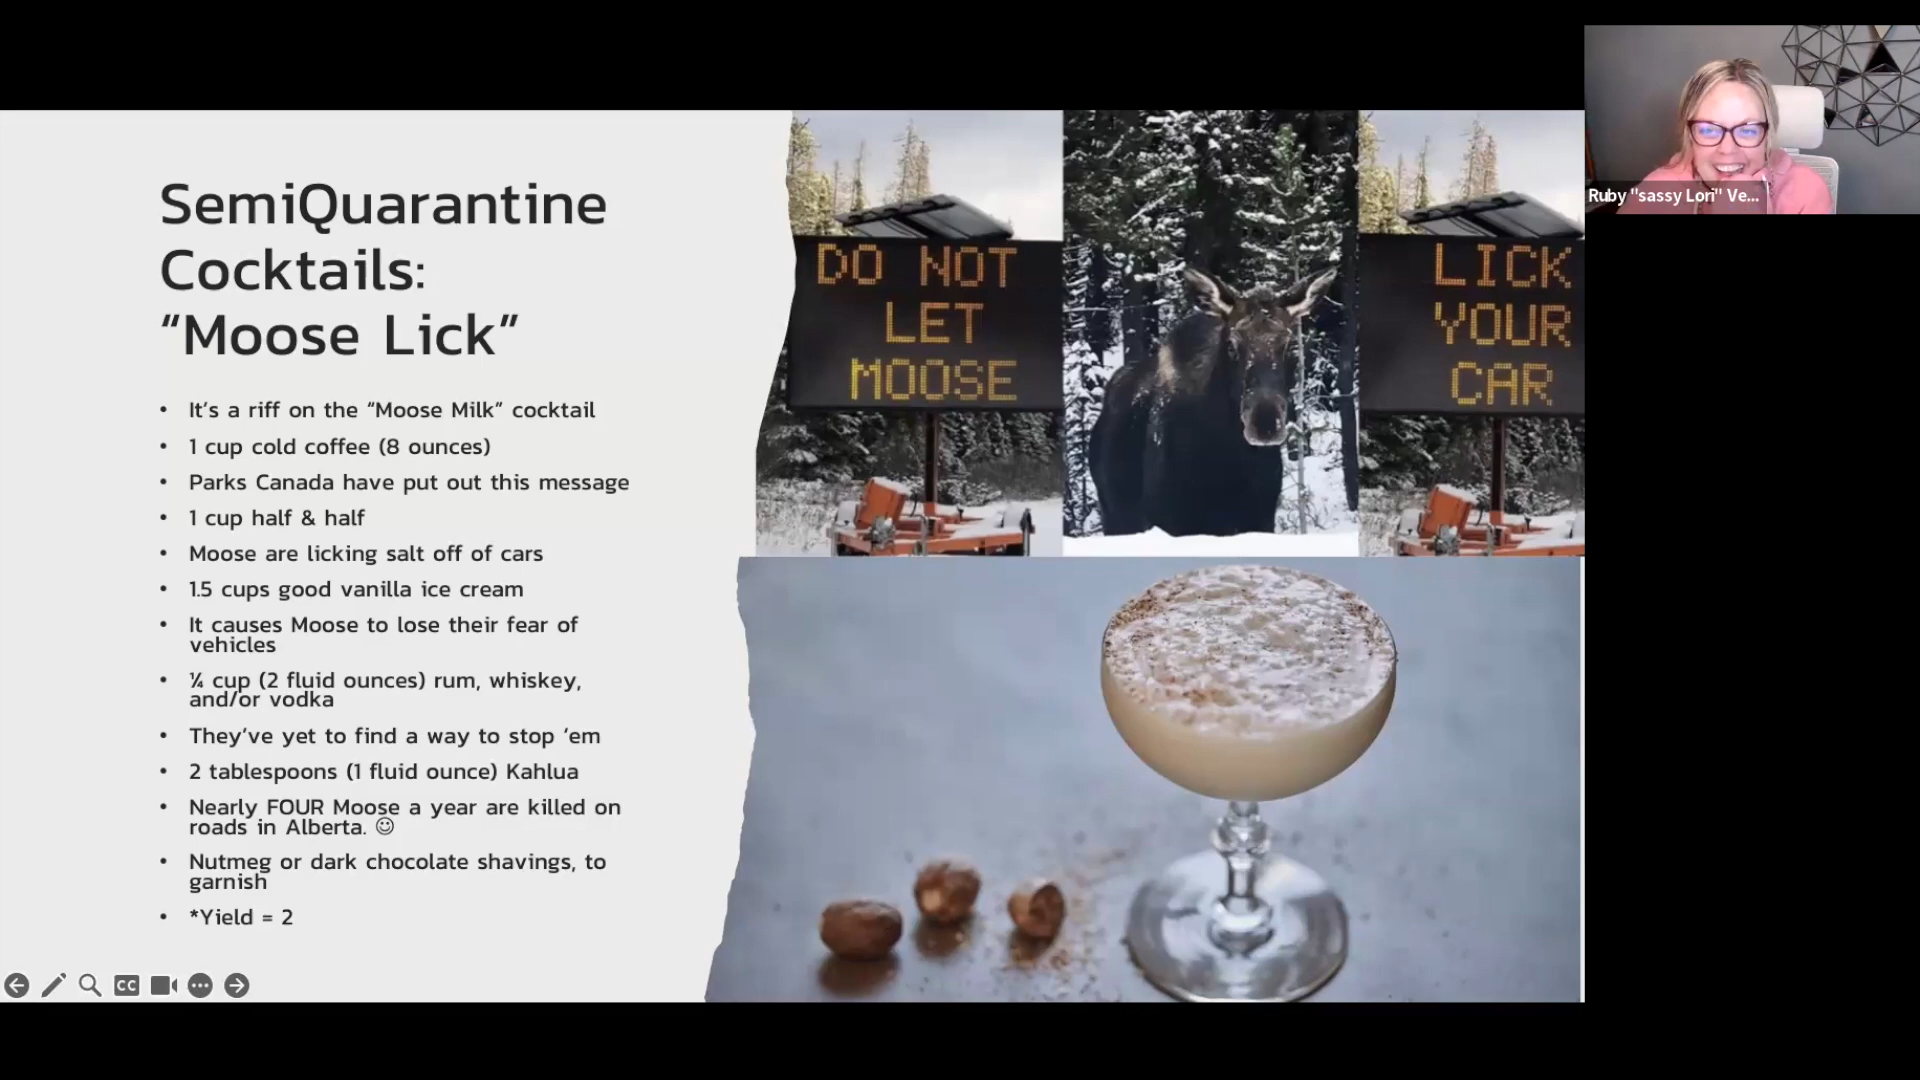 SemiQuarantine
Cocktails:
“Moose Lick”
• It’s a riff on the “Moose Milk” cocktail
• 1 cup cold coffee (8 ounces)
• Parks Canada have put out this message
• 1 cup half & half
• Moose are licking salt off of cars
• 1.5 cups good vanilla ice cream
• It causes Moose to lose their fear of
vehicles
• ¼ cup (2 fluid ounces) rum, whiskey,
and/or vodka
• They’ve yet to find a way to stop ‘em
• 2 tablespoons (1 fluid ounce) Kahlua
• Nearly FOUR Moose a year are killed on
roads in Alberta. ☺
• Nutmeg or dark chocolate shavings, to
garnish
• *Yield = 2
DO NOT
LET
MOOSE
LICK
YOUR
CAR
Ruby "sassy Lori" Ve...
CC